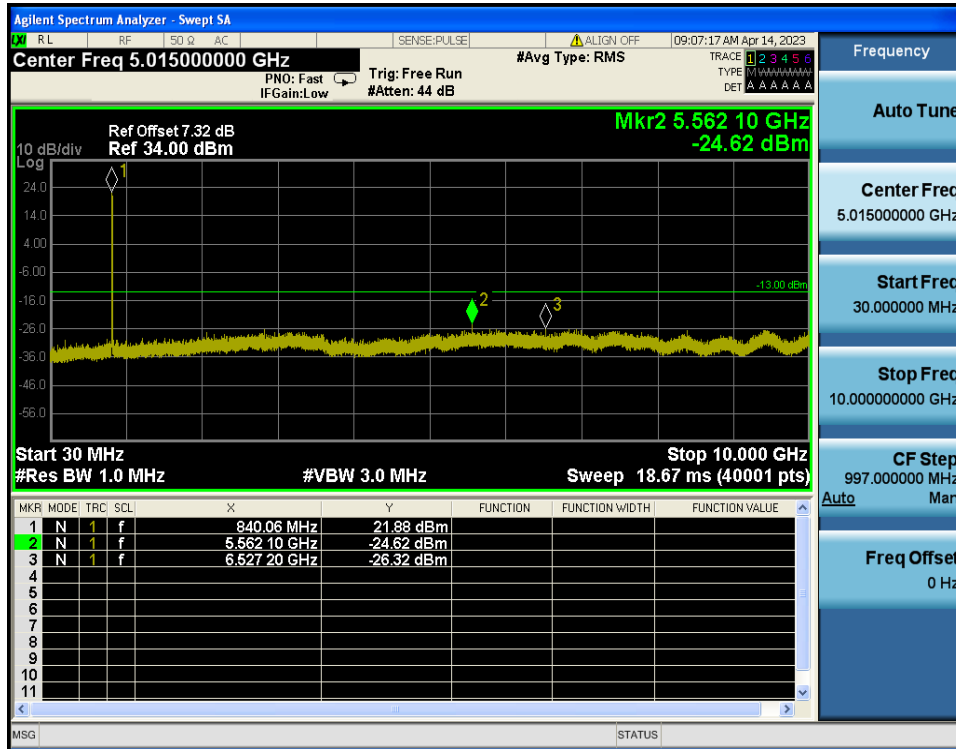 Agilent Spectrum Analyzer - Swept SA
LXI RL RF 50 Ω AC SENSE:PULSE ALIGN OFF 09:07:17 AM Apr 14, 2023
Center Freq 5.015000000 GHz #Avg Type: RMS TRACE 1 2 3 4 5 6
PNO: Fast Trig: Free Run TYPE M
IFGain:Low #Atten: 44 dB DET A A A A A A
Mkr2 5.562 10 GHz
-24.62 dBm
Ref Offset 7.32 dB
10 dB/div Ref 34.00 dBm
Log
1
24.0
14.0
4.00
-6.00
-13.00 dBm
-16.0
2
3
-26.0
-36.0
-46.0
-56.0
Start 30 MHz Stop 10.000 GHz
#Res BW 1.0 MHz #VBW 3.0 MHz Sweep 18.67 ms (40001 pts)
MKR MODE TRC SCL X Y FUNCTION FUNCTION WIDTH FUNCTION VALUE
1 N 1 f 840.06 MHz 21.88 dBm
2 N 1 f 5.562 10 GHz -24.62 dBm
3 N 1 f 6.527 20 GHz -26.32 dBm
4
5
6
7
8
9
10
11
MSG STATUS
Frequency
Auto Tune
Center Freq
5.015000000 GHz
Start Freq
30.000000 MHz
Stop Freq
10.000000000 GHz
CF Step
997.000000 MHz
Auto Man
Freq Offset
0 Hz